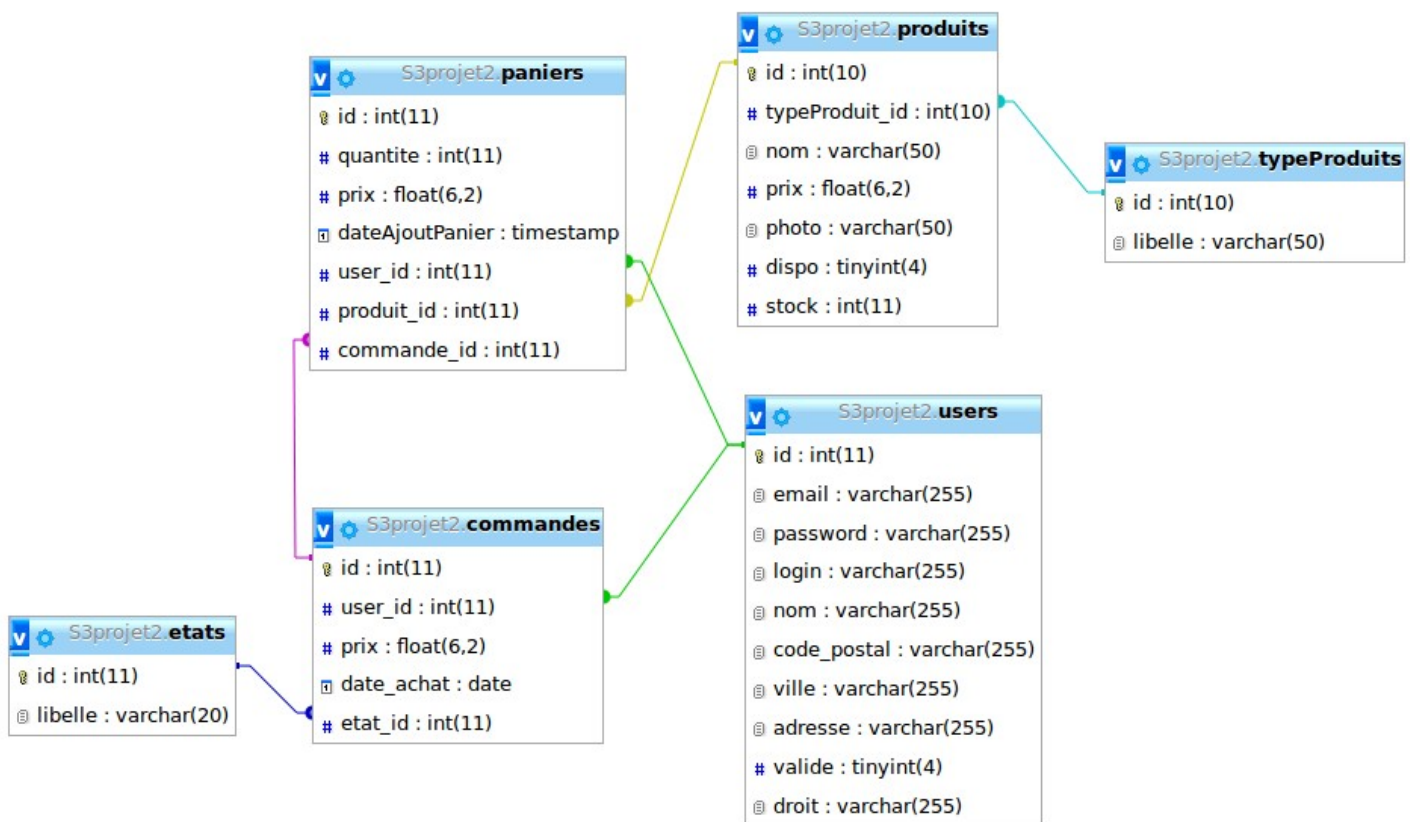 S3projet2.produits
id : int(10)
typeProduit_id : int(10)
nom : varchar(50)
prix : float(6,2)
photo : varchar(50)
dispo : tinyint(4)
stock : int(11)
S3projet2.paniers
id : int(11)
quantite : int(11)
prix : float(6,2)
dateAjoutPanier : timestamp
user_id : int(11)
produit_id : int(11)
commande_id : int(11)
S3projet2.typeProduits
id : int(10)
libelle : varchar(50)
S3projet2.users
id : int(11)
email : varchar(255)
password : varchar(255)
login : varchar(255)
nom : varchar(255)
code_postal : varchar(255)
ville : varchar(255)
adresse : varchar(255)
valide : tinyint(4)
droit : varchar(255)
S3projet2.commandes
id : int(11)
user_id : int(11)
prix : float(6,2)
date_achat : date
etat_id : int(11)
S3projet2.etats
id : int(11)
libelle : varchar(20)